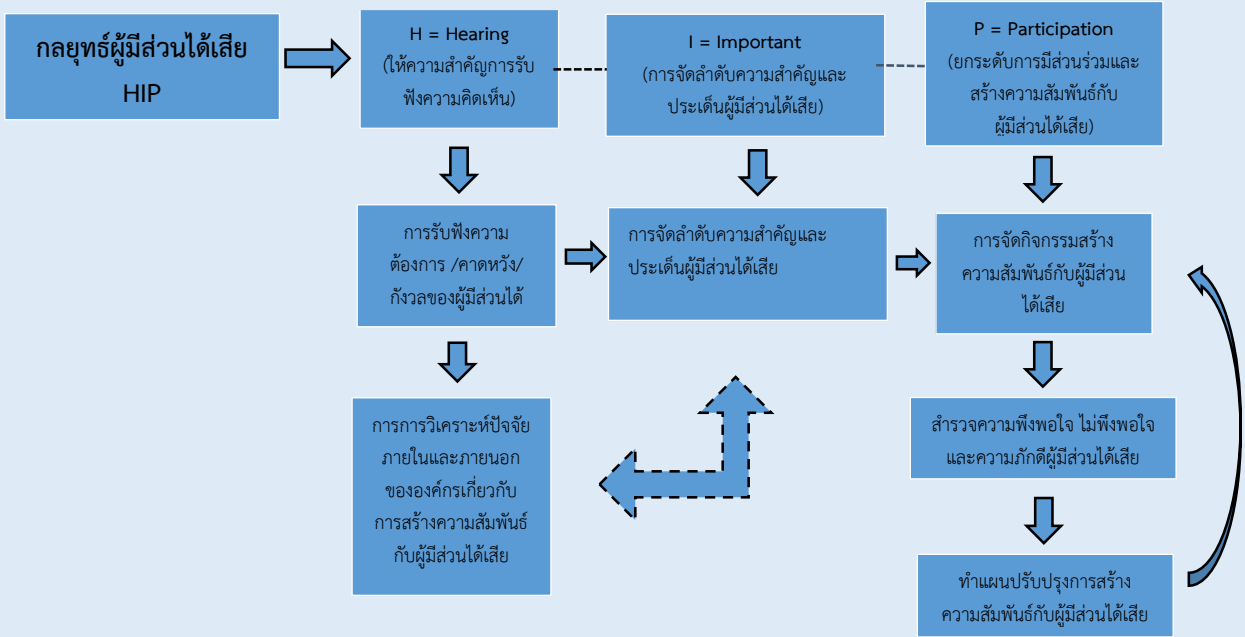 กลยุทธ์ผู้มีส่วนได้เสีย
HIP
H = Hearing
(ให้ความสำคัญการรับ
ฟังความคิดเห็น)
I = Important
(การจัดลำดับความสำคัญและ
ประเด็นผู้มีส่วนได้เสีย)
P = Participation
(ยกระดับการมีส่วนร่วมและ
สร้างความสัมพันธ์กับ
ผู้มีส่วนได้เสีย)
การรับฟังความ
ต้องการ /คาดหวัง/
กังวลของผู้มีส่วนได้
การจัดลำดับความสำคัญและ
ประเด็นผู้มีส่วนได้เสีย
การจัดกิจกรรมสร้าง
ความสัมพันธ์กับผู้มีส่วน
ได้เสีย
การการวิเคราะห์ปัจจัย
ภายในและภายนอก
ขององค์กรเกี่ยวกับ
การสร้างความสัมพันธ์
กับผู้มีส่วนได้เสีย
สำรวจความพึงพอใจ ไม่พึงพอใจ
และความภักดีผู้มีส่วนได้เสีย
ทำแผนปรับปรุงการสร้าง
ความสัมพันธ์กับผู้มีส่วนได้เสีย